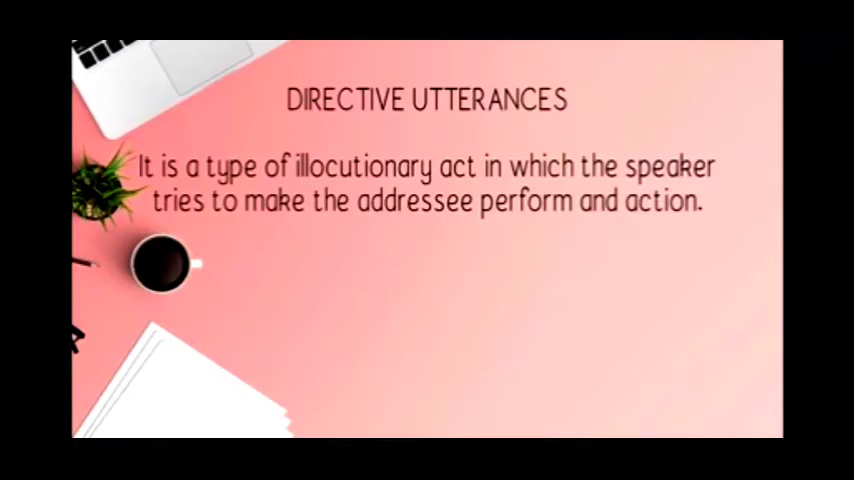 DIRECTIVE UTTERANCES
It is a type of illocutionary act in which the speaker
tries to make the addressee perform and action.